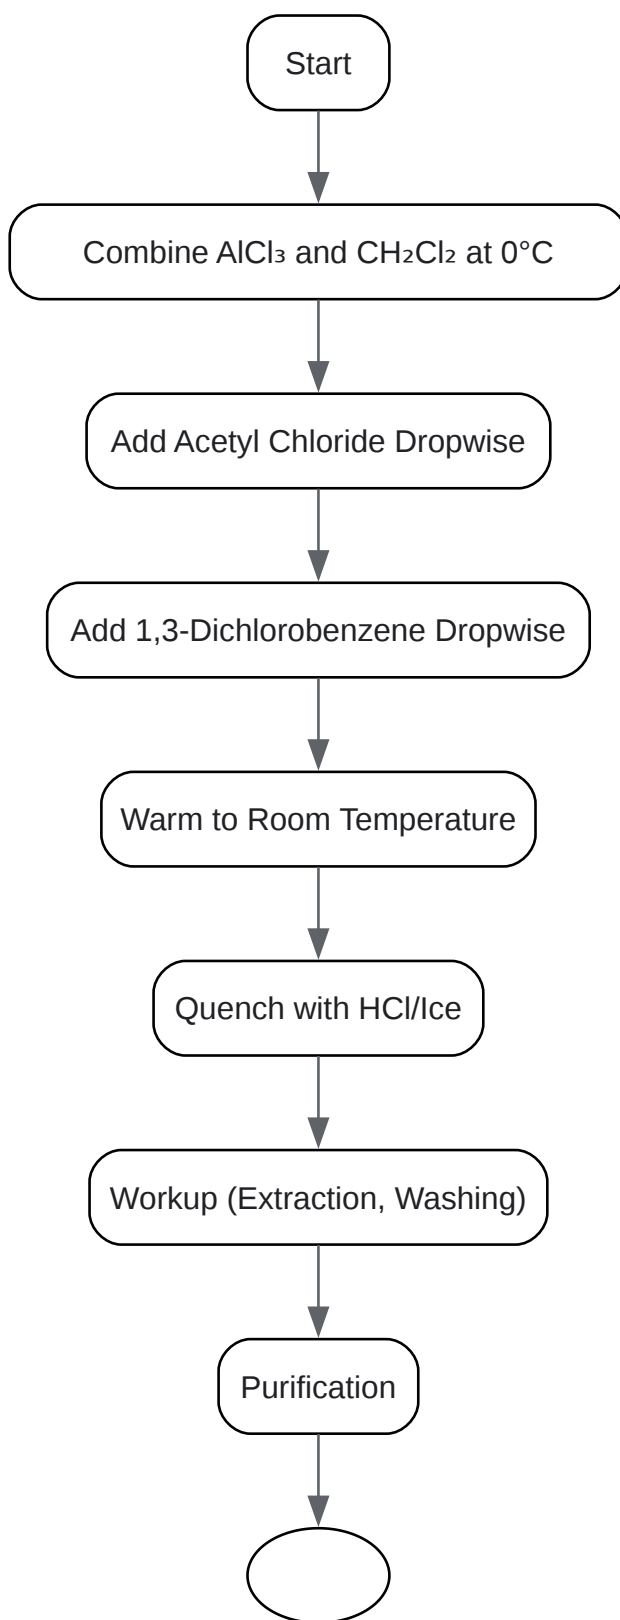 Start
Combine AlCl₃ and CH₂Cl₂ at 0°C
Add Acetyl Chloride Dropwise
Add 1,3-Dichlorobenzene Dropwise
Warm to Room Temperature
Quench with HCl/Ice
Workup (Extraction, Washing)
Purification